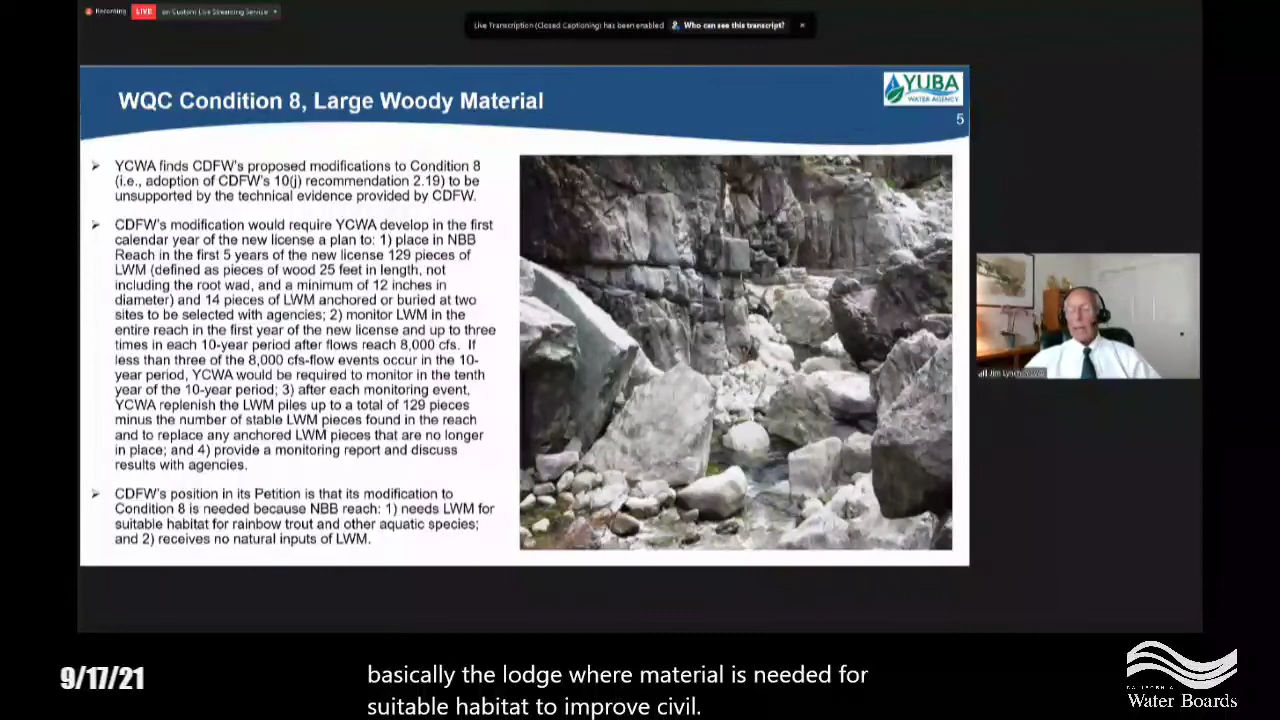 Recording
LIVE
on Custom Live Streaming Service
Live Transcription (Closed Captioning) has been enabled
Who can see this transcript?
WQC Condition 8, Large Woody Material
YUBA
WATER AGENCY
5
➢ YCWA finds CDFW's proposed modifications to Condition 8
(i.e., adoption of CDFW's 10(j) recommendation 2.19) to be
unsupported by the technical evidence provided by CDFW.
➢ CDFW's modification would require YCWA develop in the first
calendar year of the new license a plan to: 1) place in NBB
Reach in the first 5 years of the new license 129 pieces of
LWM (defined as pieces of wood 25 feet in length, not
including the root wad, and a minimum of 12 inches in
diameter) and 14 pieces of LWM anchored or buried at two
sites to be selected with agencies; 2) monitor LWM in the
entire reach in the first year of the new license and up to three
times in each 10-year period after flows reach 8,000 cfs. If
less than three of the 8,000 cfs-flow events occur in the 10-
year period, YCWA would be required to monitor in the tenth
year of the 10-year period; 3) after each monitoring event,
YCWA replenish the LWM piles up to a total of 129 pieces
minus the number of stable LWM pieces found in the reach
and to replace any anchored LWM pieces that are no longer
in place; and 4) provide a monitoring report and discuss
results with agencies.
➢ CDFW's position in its Petition is that its modification to
Condition 8 is needed because NBB reach: 1) needs LWM for
suitable habitat for rainbow trout and other aquatic species;
and 2) receives no natural inputs of LWM.
Jim Lynch
9/17/21
basically the lodge where material is needed for
suitable habitat to improve civil.
CALIFORNIA
Water Boards